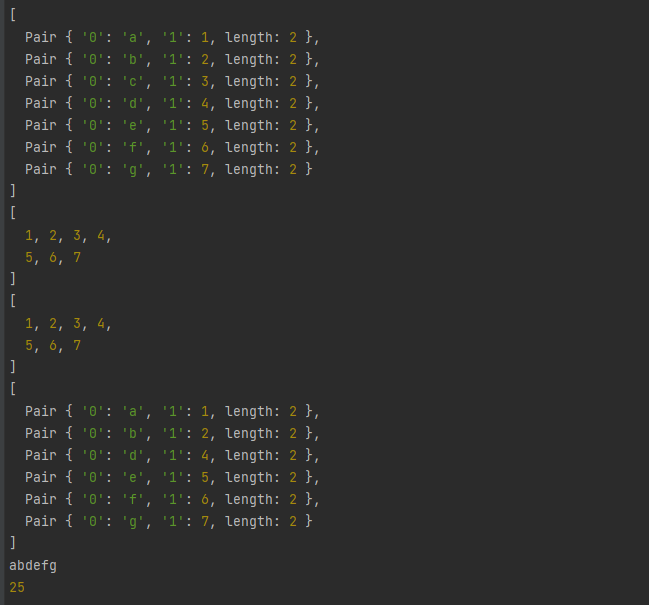 [
  Pair { '0': 'a', '1': 1, length: 2 },
  Pair { '0': 'b', '1': 2, length: 2 },
  Pair { '0': 'c', '1': 3, length: 2 },
  Pair { '0': 'd', '1': 4, length: 2 },
  Pair { '0': 'e', '1': 5, length: 2 },
  Pair { '0': 'f', '1': 6, length: 2 },
  Pair { '0': 'g', '1': 7, length: 2 }
]
[
  1, 2, 3, 4,
  5, 6, 7
]
[
  1, 2, 3, 4,
  5, 6, 7
]
[
  Pair { '0': 'a', '1': 1, length: 2 },
  Pair { '0': 'b', '1': 2, length: 2 },
  Pair { '0': 'd', '1': 4, length: 2 },
  Pair { '0': 'e', '1': 5, length: 2 },
  Pair { '0': 'f', '1': 6, length: 2 },
  Pair { '0': 'g', '1': 7, length: 2 }
]
abdefg
25